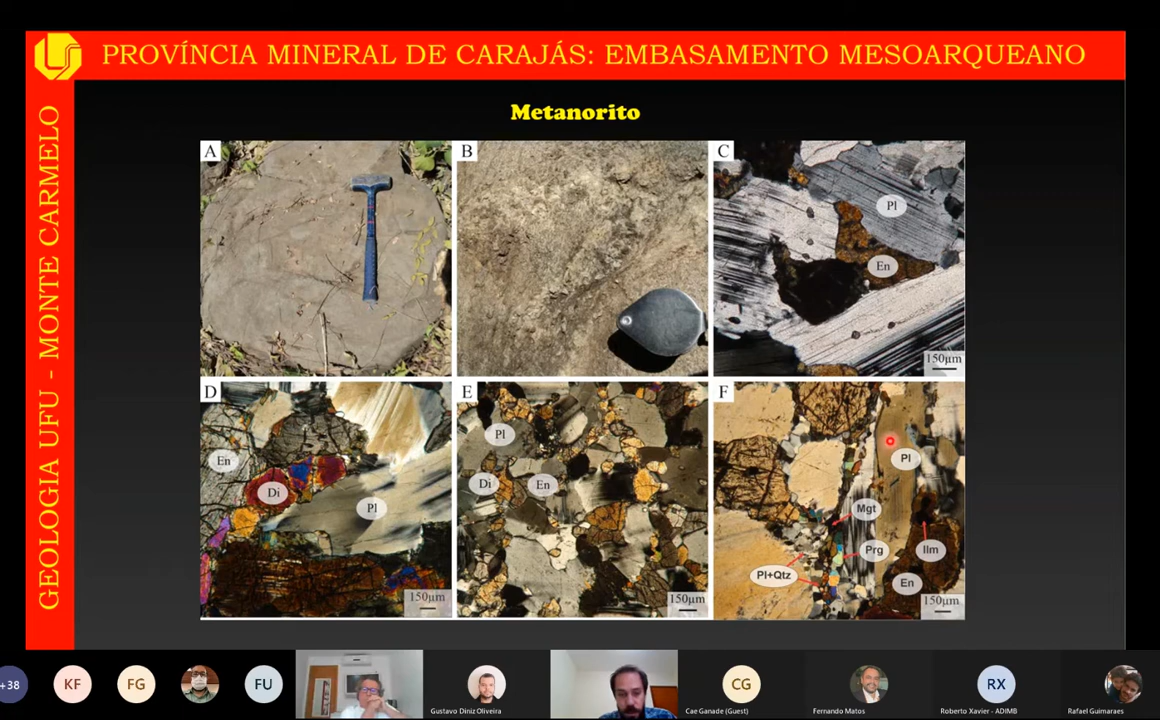 PROVÍNCIA MINERAL DE CARAJÁS: EMBASAMENTO MESOARQUEANO
GEOLOGIA UFU - MONTE CARMELO
Metanorito
A
B
C
Pl
En
150µm
D
En
Di
Pl
150µm
E
Pl
Di
En
150µm
F
Pl
Mgt
Prg
Ilm
Pl+Qtz
En
150µm
+38
KF
FG
FU
Gustavo Diniz Oliveira
CG
Cae Ganade (Guest)
Fernando Matos
RX
Roberto Xavier - ADIMB
Rafael Guimaraes